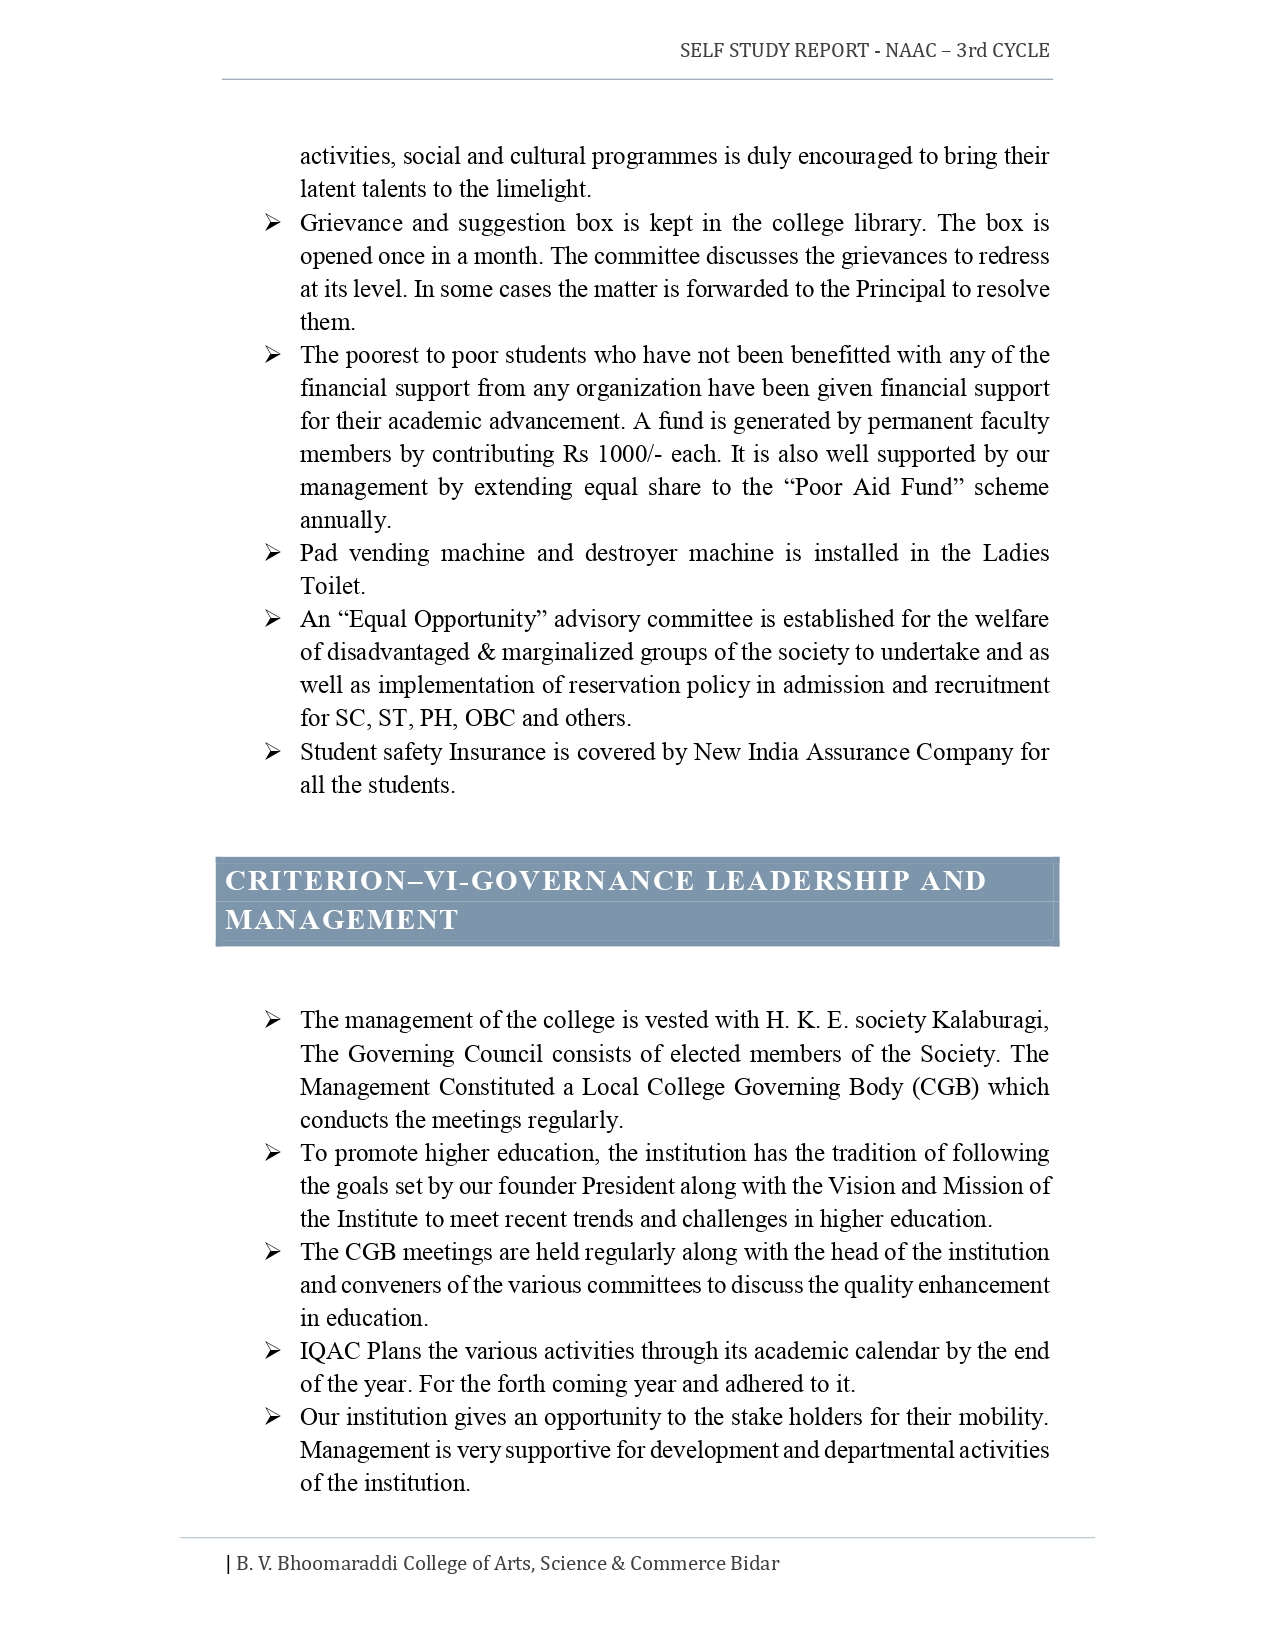 SELF STUDY REPORT - NAAC – 3rd CYCLE
activities, social and cultural programmes is duly encouraged to bring their
latent talents to the limelight.
➢ Grievance and suggestion box is kept in the college library. The box is
opened once in a month. The committee discusses the grievances to redress
at its level. In some cases the matter is forwarded to the Principal to resolve
them.
➢ The poorest to poor students who have not been benefitted with any of the
financial support from any organization have been given financial support
for their academic advancement. A fund is generated by permanent faculty
members by contributing Rs 1000/- each. It is also well supported by our
management by extending equal share to the “Poor Aid Fund” scheme
annually.
➢ Pad vending machine and destroyer machine is installed in the Ladies
Toilet.
➢ An “Equal Opportunity” advisory committee is established for the welfare
of disadvantaged & marginalized groups of the society to undertake and as
well as implementation of reservation policy in admission and recruitment
for SC, ST, PH, OBC and others.
➢ Student safety Insurance is covered by New India Assurance Company for
all the students.
CRITERION–VI-GOVERNANCE LEADERSHIP AND
MANAGEMENT
➢ The management of the college is vested with H. K. E. society Kalaburagi,
The Governing Council consists of elected members of the Society. The
Management Constituted a Local College Governing Body (CGB) which
conducts the meetings regularly.
➢ To promote higher education, the institution has the tradition of following
the goals set by our founder President along with the Vision and Mission of
the Institute to meet recent trends and challenges in higher education.
➢ The CGB meetings are held regularly along with the head of the institution
and conveners of the various committees to discuss the quality enhancement
in education.
➢ IQAC Plans the various activities through its academic calendar by the end
of the year. For the forth coming year and adhered to it.
➢ Our institution gives an opportunity to the stake holders for their mobility.
Management is very supportive for development and departmental activities
of the institution.
| B. V. Bhoomaraddi College of Arts, Science & Commerce Bidar